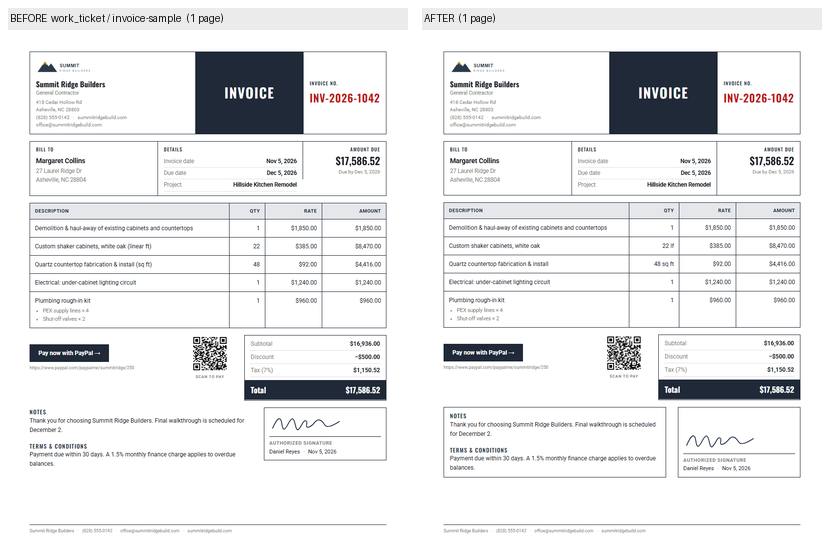 BEFORE work_ticket / invoice-sample (1 page)
SUMMIT
RIDGE BUILDERS
Summit Ridge Builders
General Contractor
418 Cedar Hollow Rd
Asheville, NC 28803
(828) 555-0142 · summitridgebuild.com
office@summitridgebuild.com
INVOICE
INVOICE NO.
INV-2026-1042
BILL TO
Margaret Collins
27 Laurel Ridge Dr
Asheville, NC 28804
DETAILS
Invoice date Nov 5, 2026
Due date Dec 5, 2026
Project Hillside Kitchen Remodel
AMOUNT DUE
$17,586.52
Due by Dec 5, 2026
DESCRIPTION QTY RATE AMOUNT
Demolition & haul-away of existing cabinets and countertops 1 $1,850.00 $1,850.00
Custom shaker cabinets, white oak (linear ft) 22 $385.00 $8,470.00
Quartz countertop fabrication & install (sq ft) 48 $92.00 $4,416.00
Electrical: under-cabinet lighting circuit 1 $1,240.00 $1,240.00
Plumbing rough-in kit 1 $960.00 $960.00
• PEX supply lines × 4
• Shut-off valves × 2
Pay now with PayPal →
https://www.paypal.com/paypalme/summitridge/250
SCAN TO PAY
Subtotal $16,936.00
Discount −$500.00
Tax (7%) $1,150.52
Total $17,586.52
NOTES
Thank you for choosing Summit Ridge Builders. Final walkthrough is scheduled for
December 2.
TERMS & CONDITIONS
Payment due within 30 days. A 1.5% monthly finance charge applies to overdue
balances.
AUTHORIZED SIGNATURE
Daniel Reyes · Nov 5, 2026
Summit Ridge Builders (828) 555-0142 office@summitridgebuild.com summitridgebuild.com
AFTER (1 page)
SUMMIT
RIDGE BUILDERS
Summit Ridge Builders
General Contractor
418 Cedar Hollow Rd
Asheville, NC 28803
(828) 555-0142 · summitridgebuild.com
office@summitridgebuild.com
INVOICE
INVOICE NO.
INV-2026-1042
BILL TO
Margaret Collins
27 Laurel Ridge Dr
Asheville, NC 28804
DETAILS
Invoice date Nov 5, 2026
Due date Dec 5, 2026
Project Hillside Kitchen Remodel
AMOUNT DUE
$17,586.52
Due by Dec 5, 2026
DESCRIPTION QTY RATE AMOUNT
Demolition & haul-away of existing cabinets and countertops 1 $1,850.00 $1,850.00
Custom shaker cabinets, white oak 22 lf $385.00 $8,470.00
Quartz countertop fabrication & install 48 sq ft $92.00 $4,416.00
Electrical: under-cabinet lighting circuit 1 $1,240.00 $1,240.00
Plumbing rough-in kit 1 $960.00 $960.00
• PEX supply lines × 4
• Shut-off valves × 2
Pay now with PayPal →
https://www.paypal.com/paypalme/summitridge/250
SCAN TO PAY
Subtotal $16,936.00
Discount −$500.00
Tax (7%) $1,150.52
Total $17,586.52
NOTES
Thank you for choosing Summit Ridge Builders. Final walkthrough is scheduled
for December 2.
TERMS & CONDITIONS
Payment due within 30 days. A 1.5% monthly finance charge applies to overdue
balances.
AUTHORIZED SIGNATURE
Daniel Reyes · Nov 5, 2026
Summit Ridge Builders (828) 555-0142 office@summitridgebuild.com summitridgebuild.com